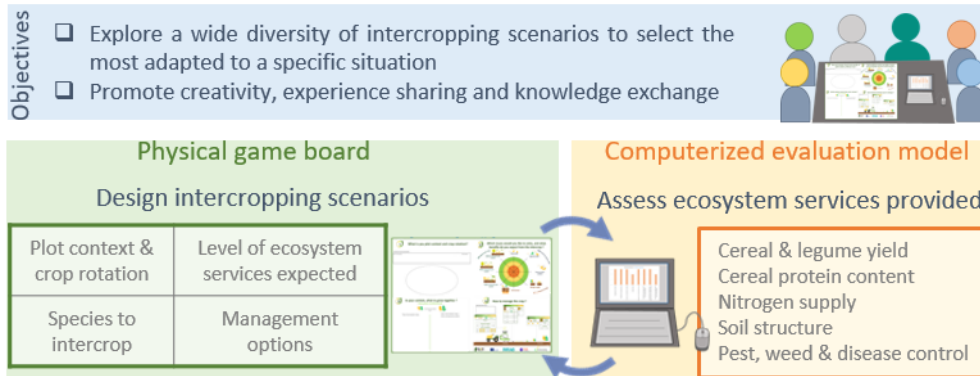 Objectives
Explore a wide diversity of intercropping scenarios to select the
most adapted to a specific situation
Promote creativity, experience sharing and knowledge exchange
Physical game board
Design intercropping scenarios
Plot context &
crop rotation
Level of ecosystem
services expected
Species to
intercrop
Management
options
Computerized evaluation model
Assess ecosystem services provided
Cereal & legume yield
Cereal protein content
Nitrogen supply
Soil structure
Pest, weed & disease control